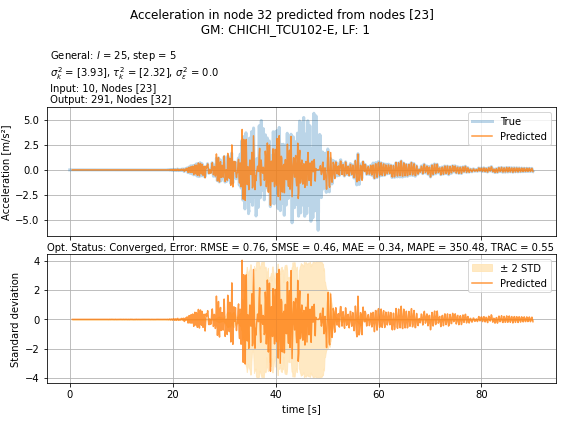 Acceleration in node 32 predicted from nodes [23]
GM: CHICHI_TCU102-E, LF: 1
General: l = 25, step = 5
σ²ₖ = [3.93], τ²ₖ = [2.32], σ²ε = 0.0
Input: 10, Nodes [23]
Output: 291, Nodes [32]
Acceleration [m/s²]
5.0
2.5
0.0
−2.5
−5.0
True
Predicted
Opt. Status: Converged, Error: RMSE = 0.76, SMSE = 0.46, MAE = 0.34, MAPE = 350.48, TRAC = 0.55
Standard deviation
4
2
0
−2
−4
± 2 STD
Predicted
0 20 40 60 80
time [s]